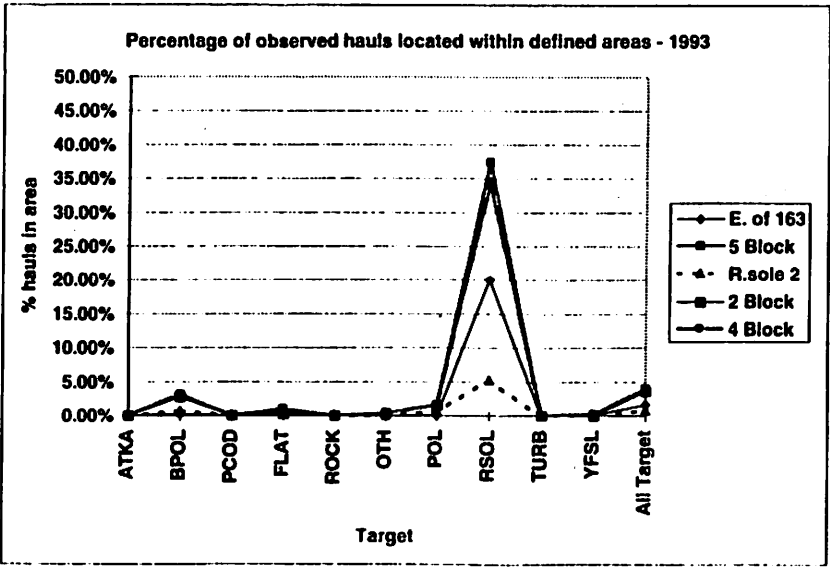 Percentage of observed hauls located within defined areas - 1993
50.00%
45.00%
40.00%
35.00%
30.00%
25.00%
20.00%
15.00%
10.00%
5.00%
0.00%
% hauls in area
ATKA
BPOL
PCOD
FLAT
ROCK
OTH
POL
RSOL
TURB
YFSL
All Target
Target
E. of 163
5 Block
R.sole 2
2 Block
4 Block